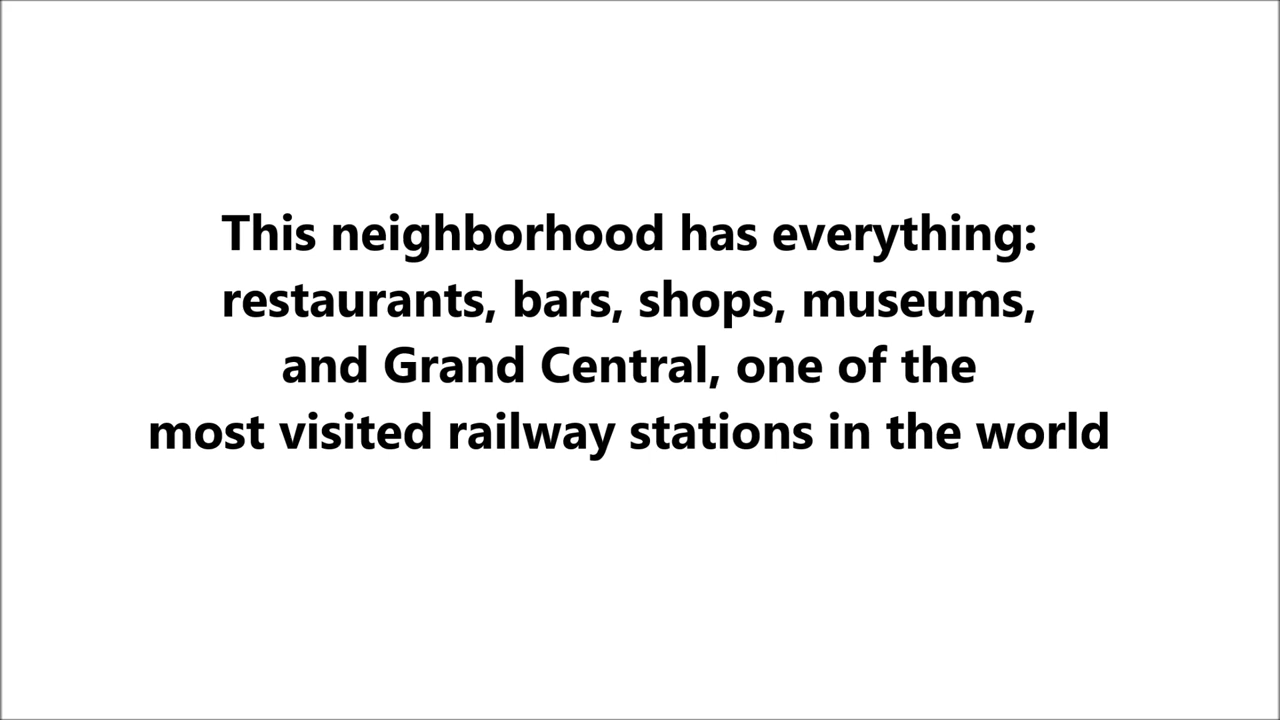 This neighborhood has everything:
restaurants, bars, shops, museums,
and Grand Central, one of the
most visited railway stations in the world